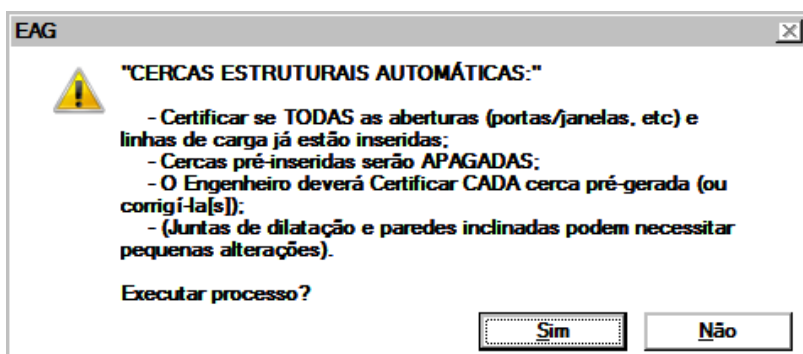 EAG
"CERCAS ESTRUTURAIS AUTOMÁTICAS:"
- Certificar se TODAS as aberturas (portas/janelas, etc) e
linhas de carga já estão inseridas;
- Cercas pré-inseridas serão APAGADAS;
- O Engenheiro deverá Certificar CADA cerca pré-gerada (ou
corrigí-la[s]);
- (Juntas de dilatação e paredes inclinadas podem necessitar
pequenas alterações).
Executar processo?
Sim
Não